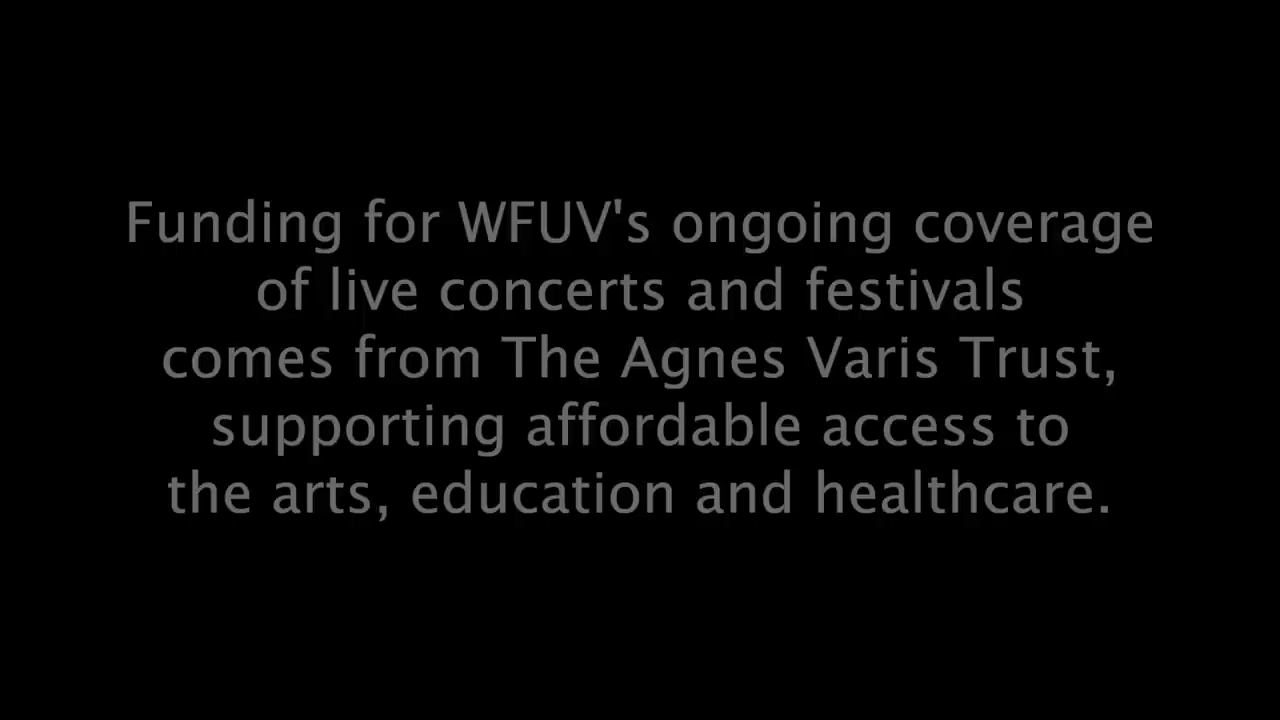 Funding for WFUV's ongoing coverage
of live concerts and festivals
comes from The Agnes Varis Trust,
supporting affordable access to
the arts, education and healthcare.